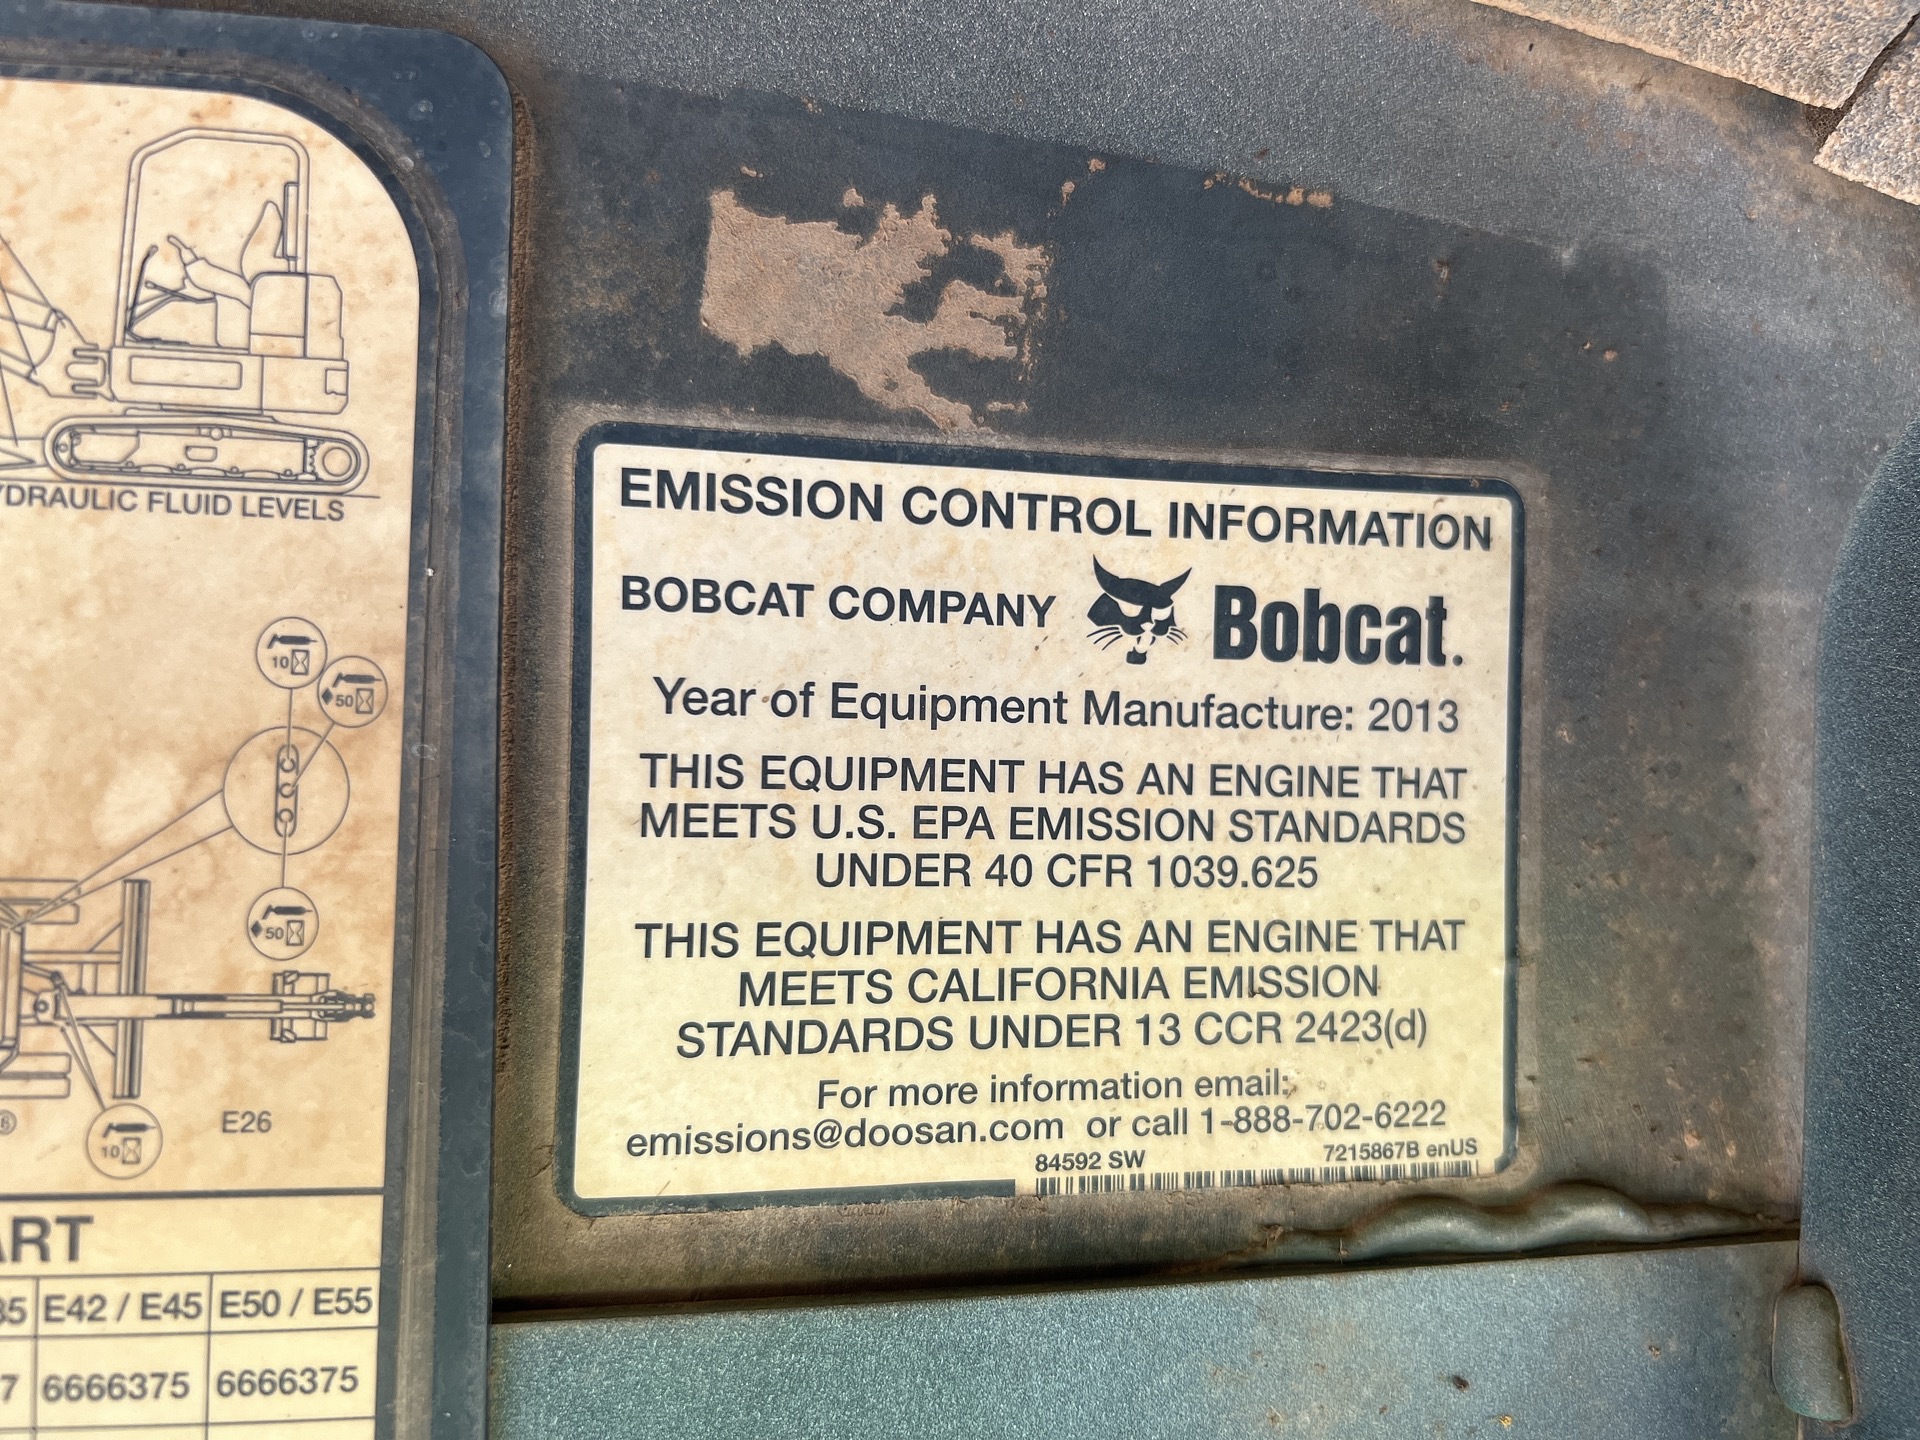 YDRAULIC FLUID LEVELS
10
50
50
10
E26
ART
35 E42 / E45 E50 / E55
7 6666375 6666375
EMISSION CONTROL INFORMATION
BOBCAT COMPANY Bobcat.
Year of Equipment Manufacture: 2013
THIS EQUIPMENT HAS AN ENGINE THAT
MEETS U.S. EPA EMISSION STANDARDS
UNDER 40 CFR 1039.625
THIS EQUIPMENT HAS AN ENGINE THAT
MEETS CALIFORNIA EMISSION
STANDARDS UNDER 13 CCR 2423(d)
For more information email:
emissions@doosan.com or call 1-888-702-6222
84592 SW 7215867B enUS